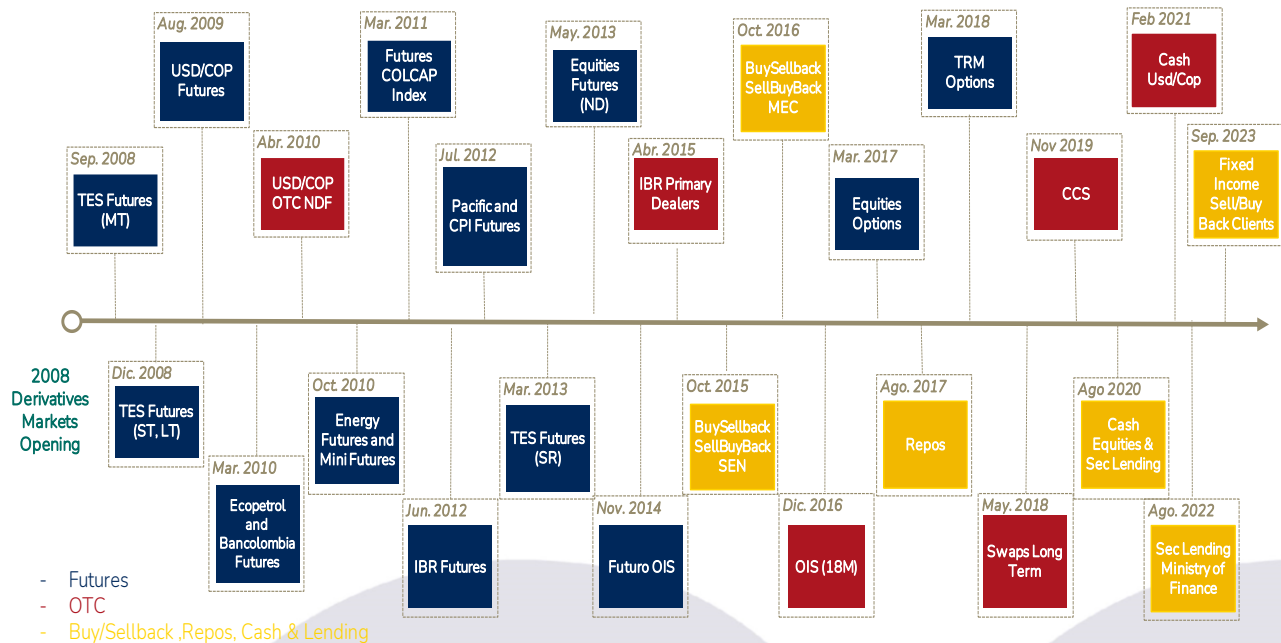 Aug. 2009
USD/COP
Futures
Mar. 2011
Futures
COLCAP
Index
May. 2013
Equities
Futures
(ND)
Oct. 2016
BuySellback
SellBuyBack
MEC
Mar. 2018
TRM
Options
Feb 2021
Cash
Usd/Cop
Sep. 2008
TES Futures
(MT)
Abr. 2010
USD/COP
OTC NDF
Jul. 2012
Pacific and
CPI Futures
Abr. 2015
IBR Primary
Dealers
Mar. 2017
Equities
Options
Nov 2019
CCS
Sep. 2023
Fixed
Income
Sell/Buy
Back Clients
2008
Derivatives
Markets
Opening
Dic. 2008
TES Futures
(ST, LT)
Mar. 2010
Ecopetrol
and
Bancolombia
Futures
Oct. 2010
Energy
Futures and
Mini Futures
Jun. 2012
IBR Futures
Mar. 2013
TES Futures
(SR)
Nov. 2014
Futuro OIS
Oct. 2015
BuySellback
SellBuyBack
SEN
Dic. 2016
OIS (18M)
Ago. 2017
Repos
May. 2018
Swaps Long
Term
Ago 2020
Cash
Equities &
Sec Lending
Ago. 2022
Sec Lending
Ministry of
Finance
- Futures
- OTC
- Buy/Sellback ,Repos, Cash & Lending